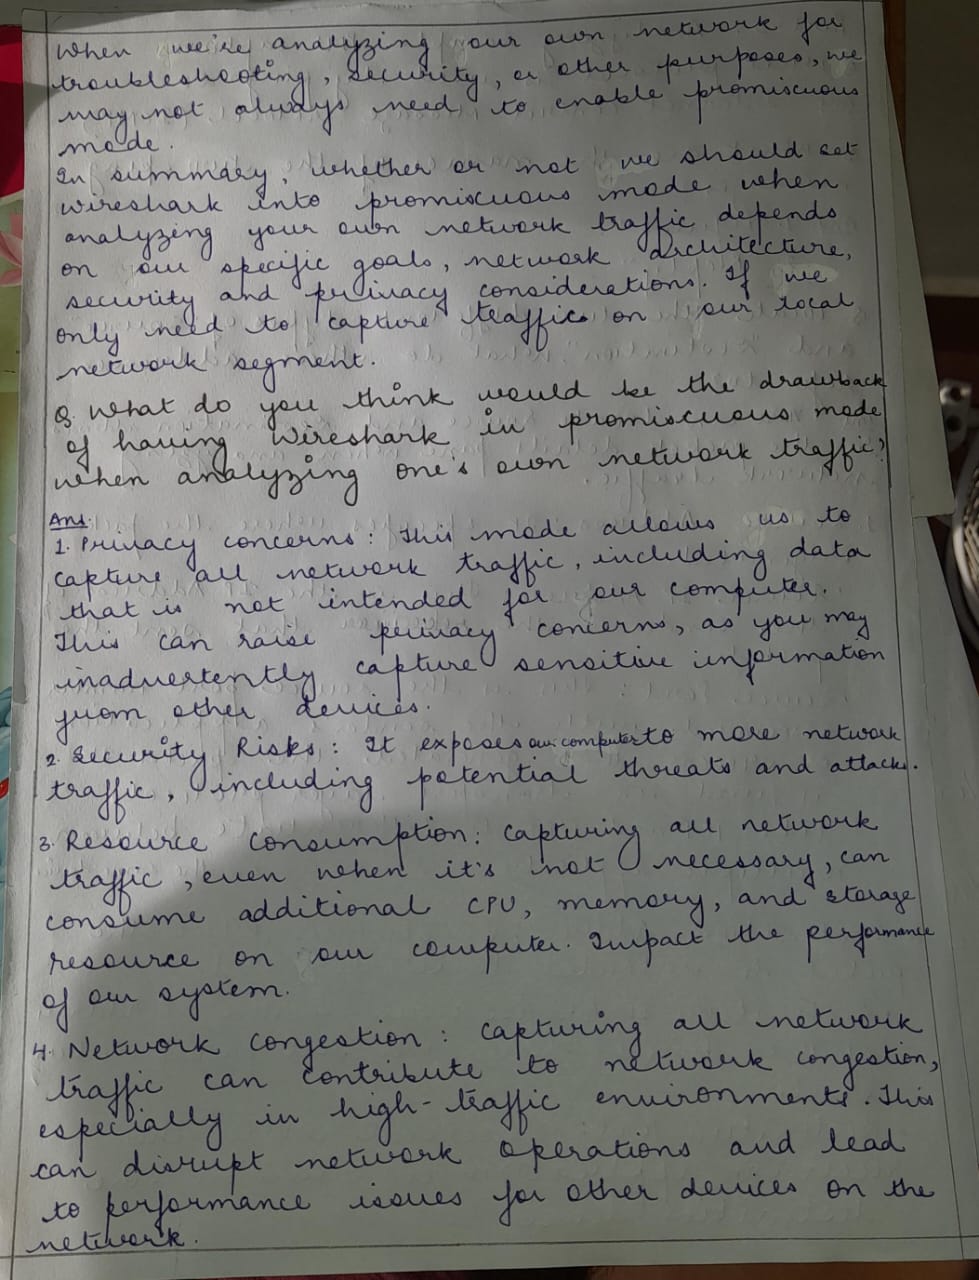 When we're analyzing our own network for
troubleshooting, security, or other purposes, we
may not always need to enable promiscuous
mode.
In summary, whether or not we should set
wireshark into promiscuous mode when
analyzing your own network traffic depends
on our specific goals, network architecture,
security and privacy considerations. If we
only need to capture traffic on our local
network segment.
Q. What do you think would be the drawback
of having Wireshark in promiscuous mode
when analyzing one's own network traffic?
Ans.
1. Privacy concerns: This mode allows us to
capture all network traffic, including data
that is not intended for our computer.
This can raise privacy concerns, as you may
inadvertently capture sensitive information
from other devices.
2. Security Risks: It exposes our computer to more network
traffic, including potential threats and attacks.
3. Resource Consumption: Capturing all network
traffic, even when it's not necessary, can
consume additional CPU, memory, and storage
resource on our computer. Impact the performance
of our system.
4. Network Congestion: Capturing all network
traffic can contribute to network congestion,
especially in high-traffic environments. This
can disrupt network operations and lead
to performance issues for other devices on the
network.